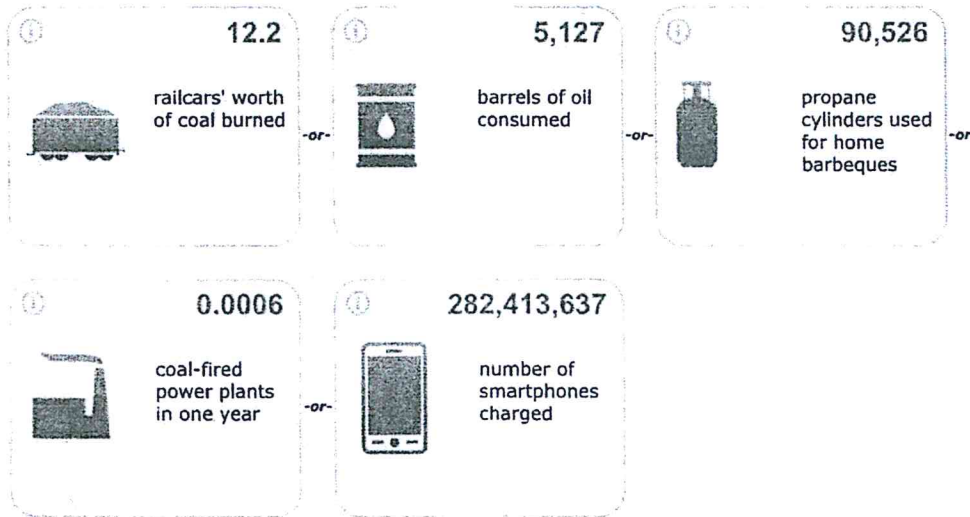 12.2
railcars' worth
of coal burned
-or-
5,127
barrels of oil
consumed
-or-
90,526
propane
cylinders used
for home
barbeques
-or
0.0006
coal-fired
power plants
in one year
-or-
282,413,637
number of
smartphones
charged